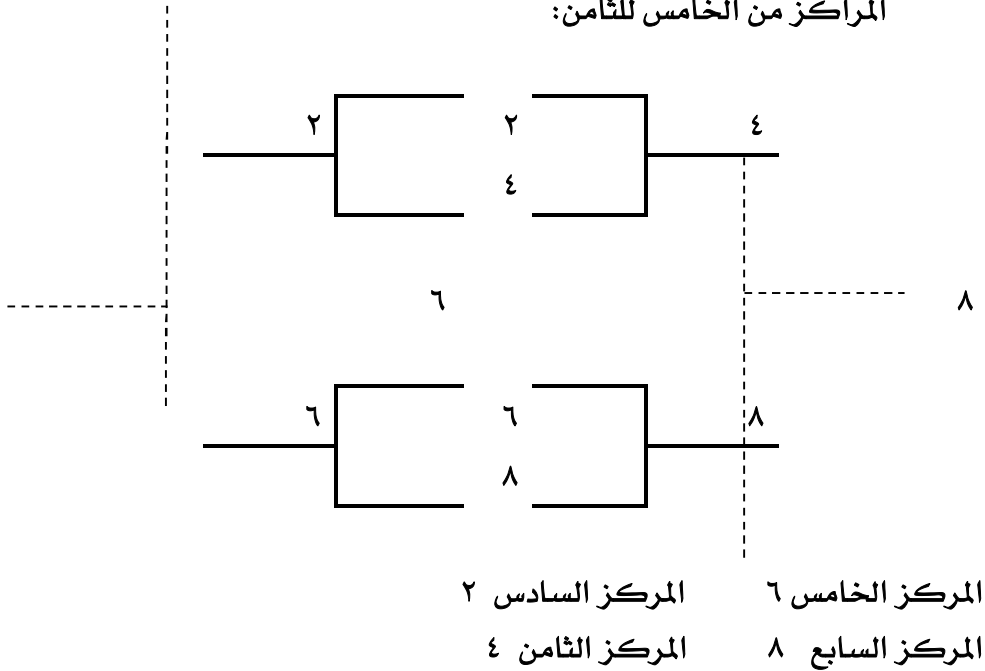 المراكز من الخامس للثامن:
٤ ٢ ٢
٤
٨ ٦
٨ ٦ ٦
٨
المركز الخامس ٦ المركز السادس ٢
المركز السابع ٨ المركز الثامن ٤